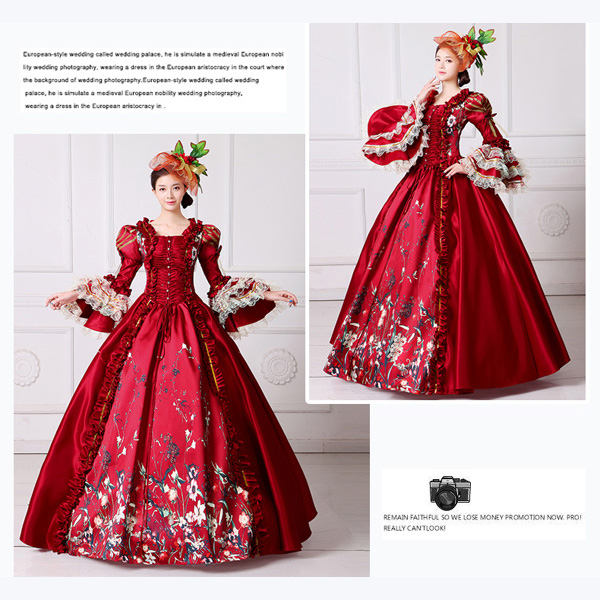 European-style wedding called wedding palace, he is simulate a medieval European nobi
lity wedding photography, wearing a dress in the European aristocracy in the court where
the background of wedding photography.European-style wedding called wedding
palace, he is simulate a medieval European nobility wedding photography,
wearing a dress in the European aristocracy in .
REMAIN FAITHFUL SO WE LOSE MONEY PROMOTION NOW. PRO!
REALLY CAN'TLOOK!